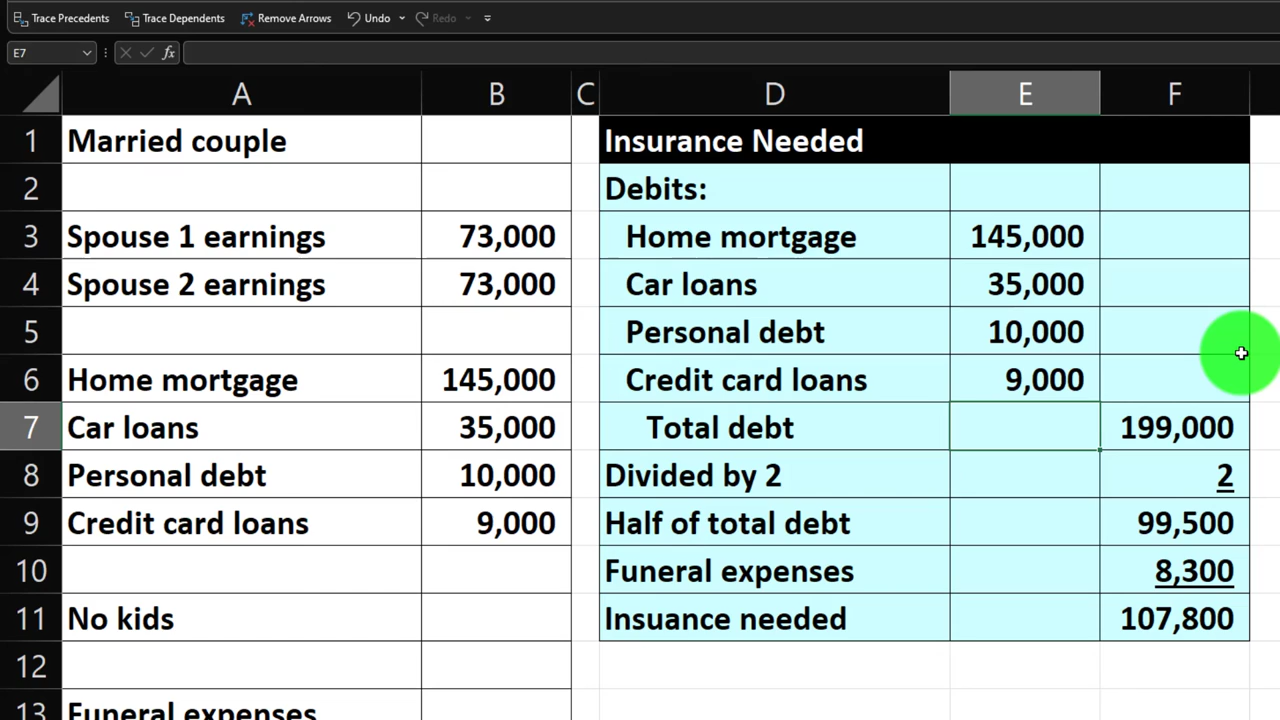 Trace Precedents Trace Dependents Remove Arrows Undo Redo
E7 fx
A B C D E F
1 Married couple Insurance Needed
2 Debits:
3 Spouse 1 earnings 73,000 Home mortgage 145,000
4 Spouse 2 earnings 73,000 Car loans 35,000
5 Personal debt 10,000
6 Home mortgage 145,000 Credit card loans 9,000
7 Car loans 35,000 Total debt 199,000
8 Personal debt 10,000 Divided by 2 2
9 Credit card loans 9,000 Half of total debt 99,500
10 Funeral expenses 8,300
11 No kids Insuance needed 107,800
12
13 Funeral expenses